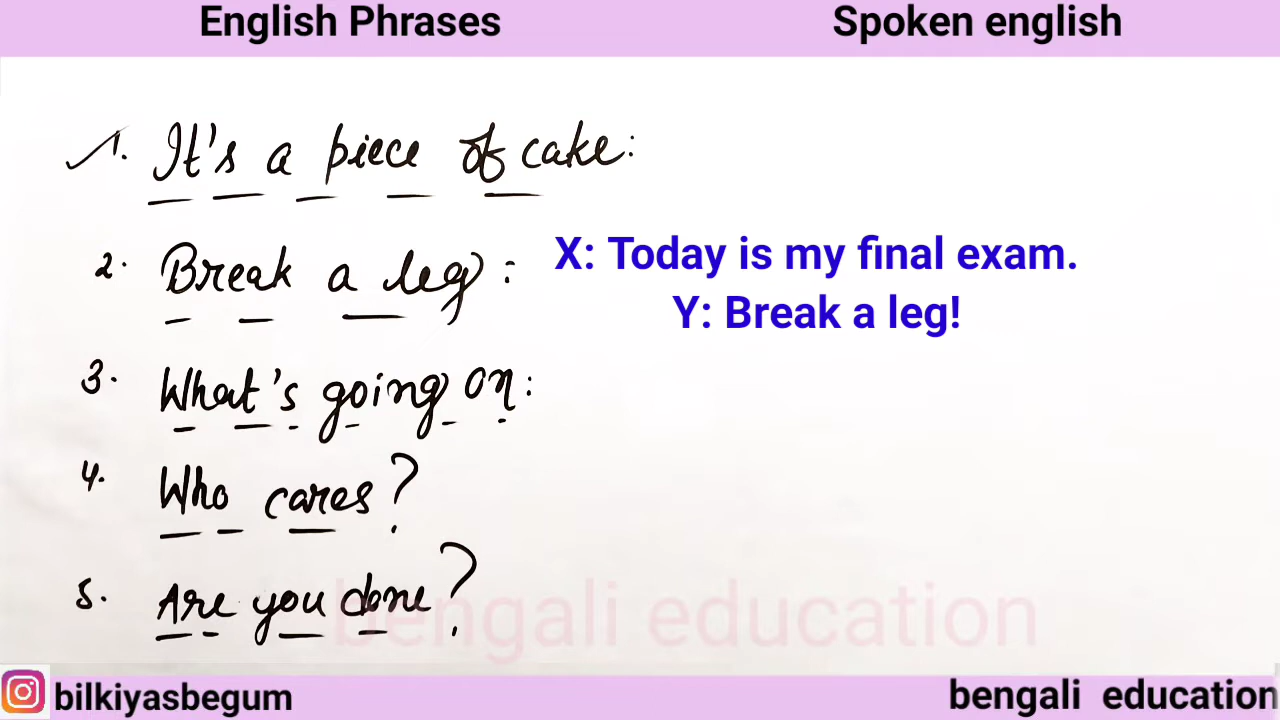 English Phrases Spoken english
1. It's a piece of cake:
2. Break a leg: X: Today is my final exam.
Y: Break a leg!
3. What's going on:
4. Who cares?
5. Are you done?
bengali education
bilkiyasbegum bengali education